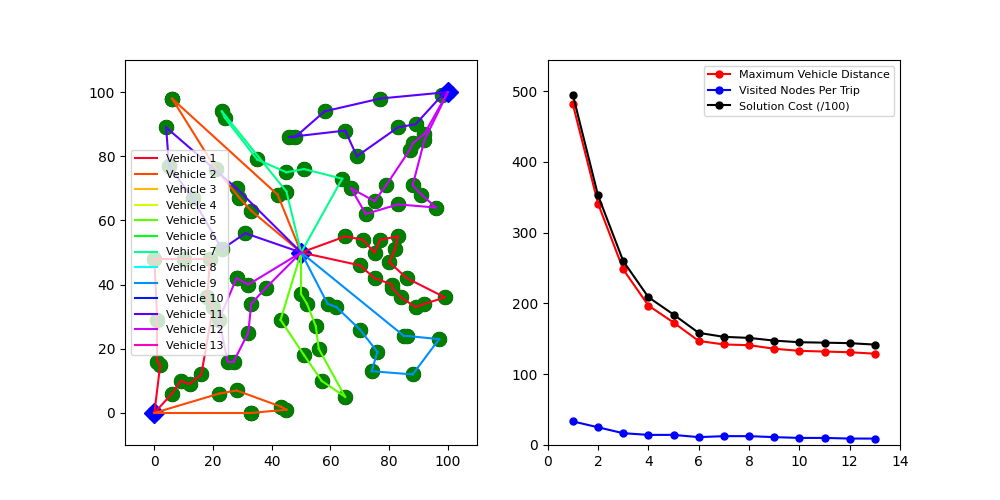 100
80
60
40
20
0
0
20
40
60
80
100
Vehicle 1
Vehicle 2
Vehicle 3
Vehicle 4
Vehicle 5
Vehicle 6
Vehicle 7
Vehicle 8
Vehicle 9
Vehicle 10
Vehicle 11
Vehicle 12
Vehicle 13
500
400
300
200
100
0
0
2
4
6
8
10
12
14
Maximum Vehicle Distance
Visited Nodes Per Trip
Solution Cost (/100)